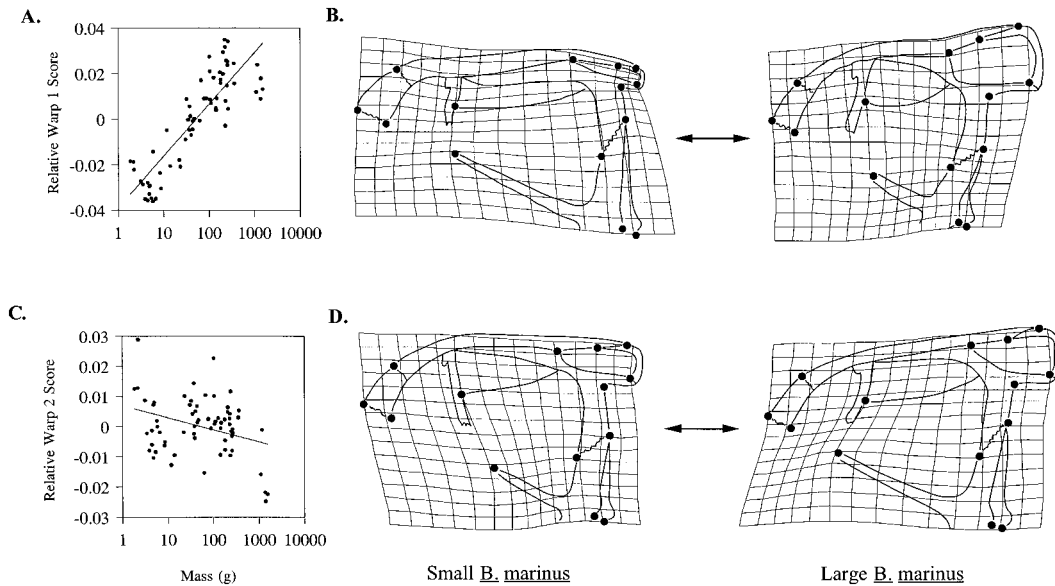 A.
0.04
0.02
0
-0.02
-0.04
Relative Warp 1 Score
1 10 100 1000 10000
B.
C.
0.03
0.02
0.01
0
-0.01
-0.02
-0.03
Relative Warp 2 Score
1 10 100 1000 10000
Mass (g)
D.
Small B. marinus
Large B. marinus